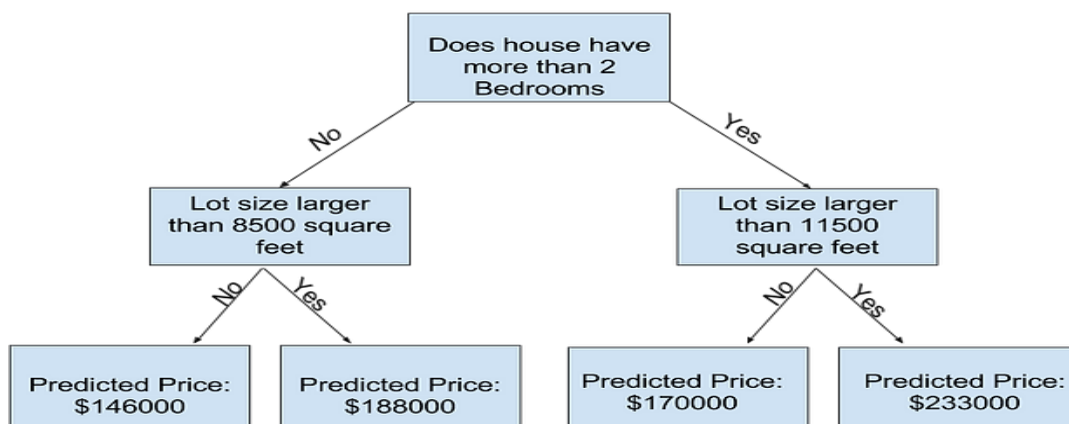 Does house have
more than 2
Bedrooms
No
Yes
Lot size larger
than 8500 square
feet
Lot size larger
than 11500
square feet
No
Yes
No
Yes
Predicted Price:
$146000
Predicted Price:
$188000
Predicted Price:
$170000
Predicted Price:
$233000